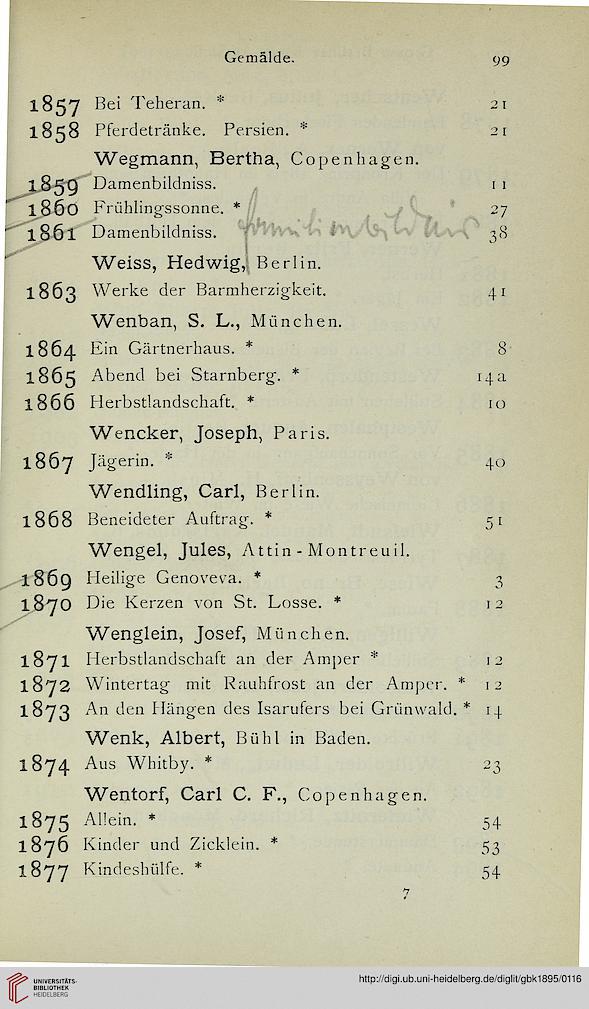 Gemälde. 99
1857 Bei Teheran. * 21
1858 Pferdetränke. Persien. * 21
Wegmann, Bertha, Copenhagen.
1859 Damenbildniss. 11
1860 Frühlingssonne. * 27
1861 Damenbildniss. Familienbildnis 38
Weiss, Hedwig, Berlin.
1863 Werke der Barmherzigkeit. 41
Wenban, S. L., München.
1864 Ein Gärtnerhaus. * 8
1865 Abend bei Starnberg. * 14a
1866 Herbstlandschaft. * 10
Wencker, Joseph, Paris.
1867 Jägerin. * 40
Wendling, Carl, Berlin.
1868 Beneideter Auftrag. * 51
Wengel, Jules, Attin-Montreuil.
1869 Heilige Genoveva. * 3
1870 Die Kerzen von St. Losse. * 12
Wenglein, Josef, München.
1871 Herbstlandschaft an der Amper * 12
1872 Wintertag mit Rauhfrost an der Amper. * 12
1873 An den Hängen des Isarufers bei Grünwald. * 14
Wenk, Albert, Bühl in Baden.
1874 Aus Whitby. * 23
Wentorf, Carl C. F., Copenhagen.
1875 Allein. * 54
1876 Kinder und Zicklein. * 53
1877 Kindeshülfe. * 54
7
UNIVERSITÄTS-
BIBLIOTHEK
HEIDELBERG
http://digi.ub.uni-heidelberg.de/diglit/gbk1895/0116